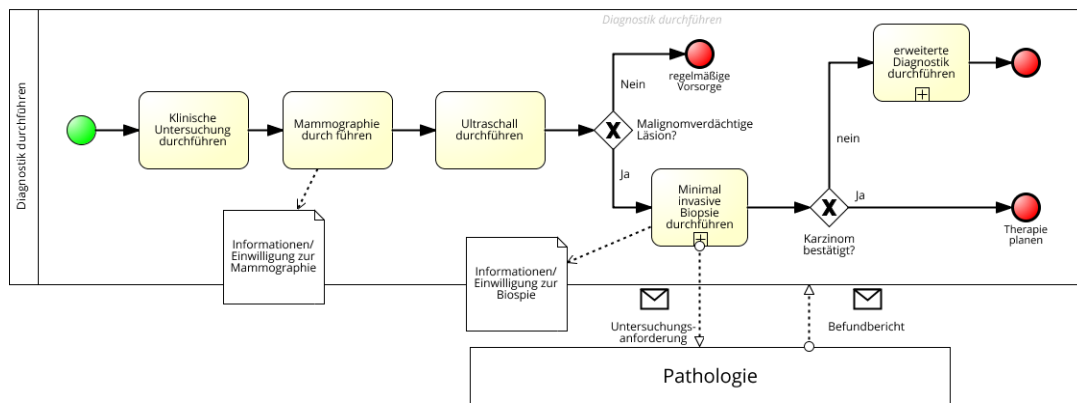 Diagnostik durchführen
Diagnostik durchführen
Klinische
Untersuchung
durchführen
Mammographie
durch führen
Ultraschall
durchführen
Nein
regelmäßige
Vorsorge
Malignomverdächtige
Läsion?
Ja
erweiterte
Diagnostik
durchführen
nein
Minimal
invasive
Biopsie
durchführen
Ja
Karzinom
bestätigt?
Therapie
planen
Informationen/
Einwilligung zur
Mammographie
Informationen/
Einwilligung zur
Biospie
Untersuchungs-
anforderung
Befundbericht
Pathologie